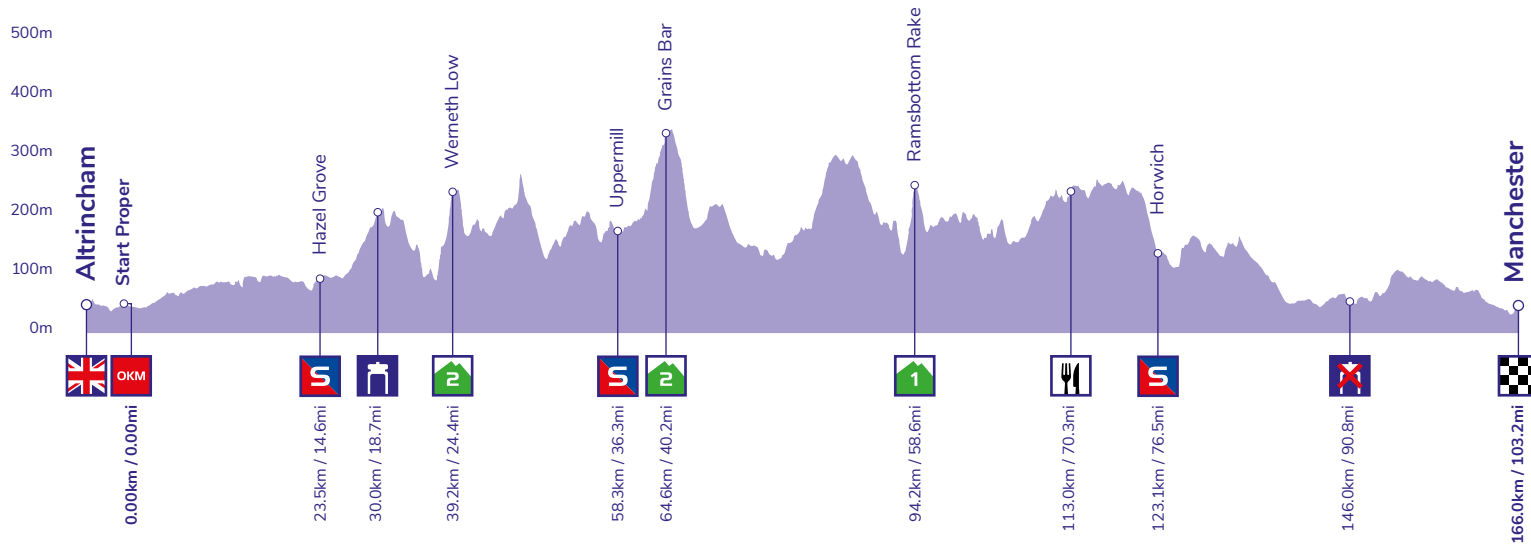 500m
400m
300m
200m
100m
0m
Altrincham
Start Proper
Hazel Grove
Werneth Low
Uppermill
Grains Bar
Ramsbottom Rake
Horwich
Manchester
0KM
S
2
S
2
1
S
0.00km / 0.00mi
23.5km / 14.6mi
30.0km / 18.7mi
39.2km / 24.4mi
58.3km / 36.3mi
64.6km / 40.2mi
94.2km / 58.6mi
113.0km / 70.3mi
123.1km / 76.5mi
146.0km / 90.8mi
166.0km / 103.2mi